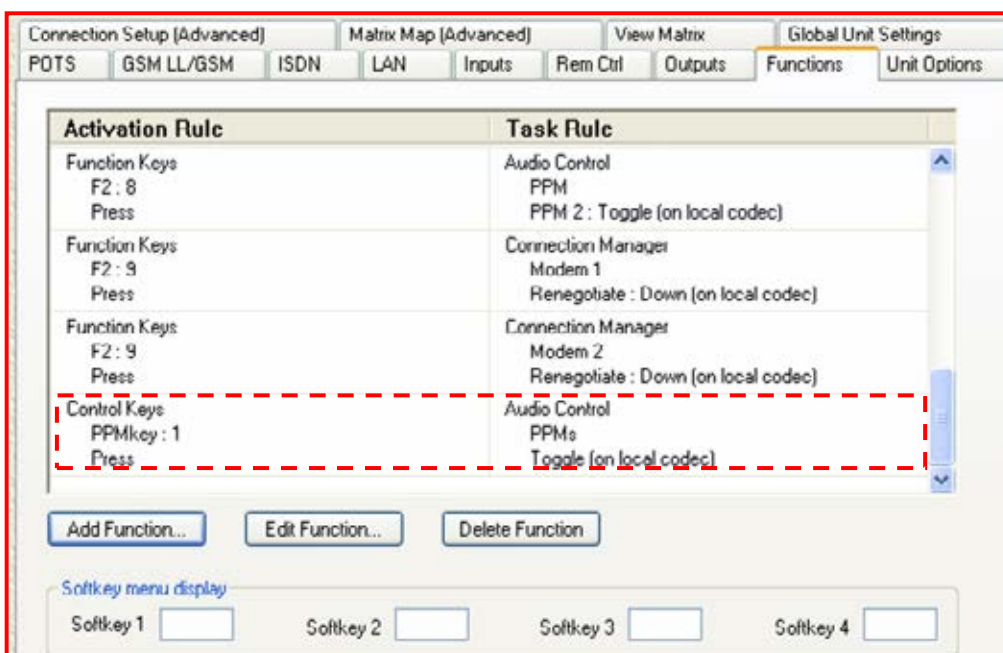 Connection Setup (Advanced) Matrix Map (Advanced) View Matrix Global Unit Settings
POTS GSM LL/GSM ISDN LAN Inputs Rem Ctrl Outputs Functions Unit Options
Activation Rule Task Rule
Function Keys Audio Control
F2 : 8 PPM
Press PPM 2 : Toggle (on local codec)
Function Keys Connection Manager
F2 : 9 Modem 1
Press Renegotiate : Down (on local codec)
Function Keys Connection Manager
F2 : 9 Modem 2
Press Renegotiate : Down (on local codec)
Control Keys Audio Control
PPMkey : 1 PPMs
Press Toggle (on local codec)
Add Function... Edit Function... Delete Function
Softkey menu display
Softkey 1 Softkey 2 Softkey 3 Softkey 4